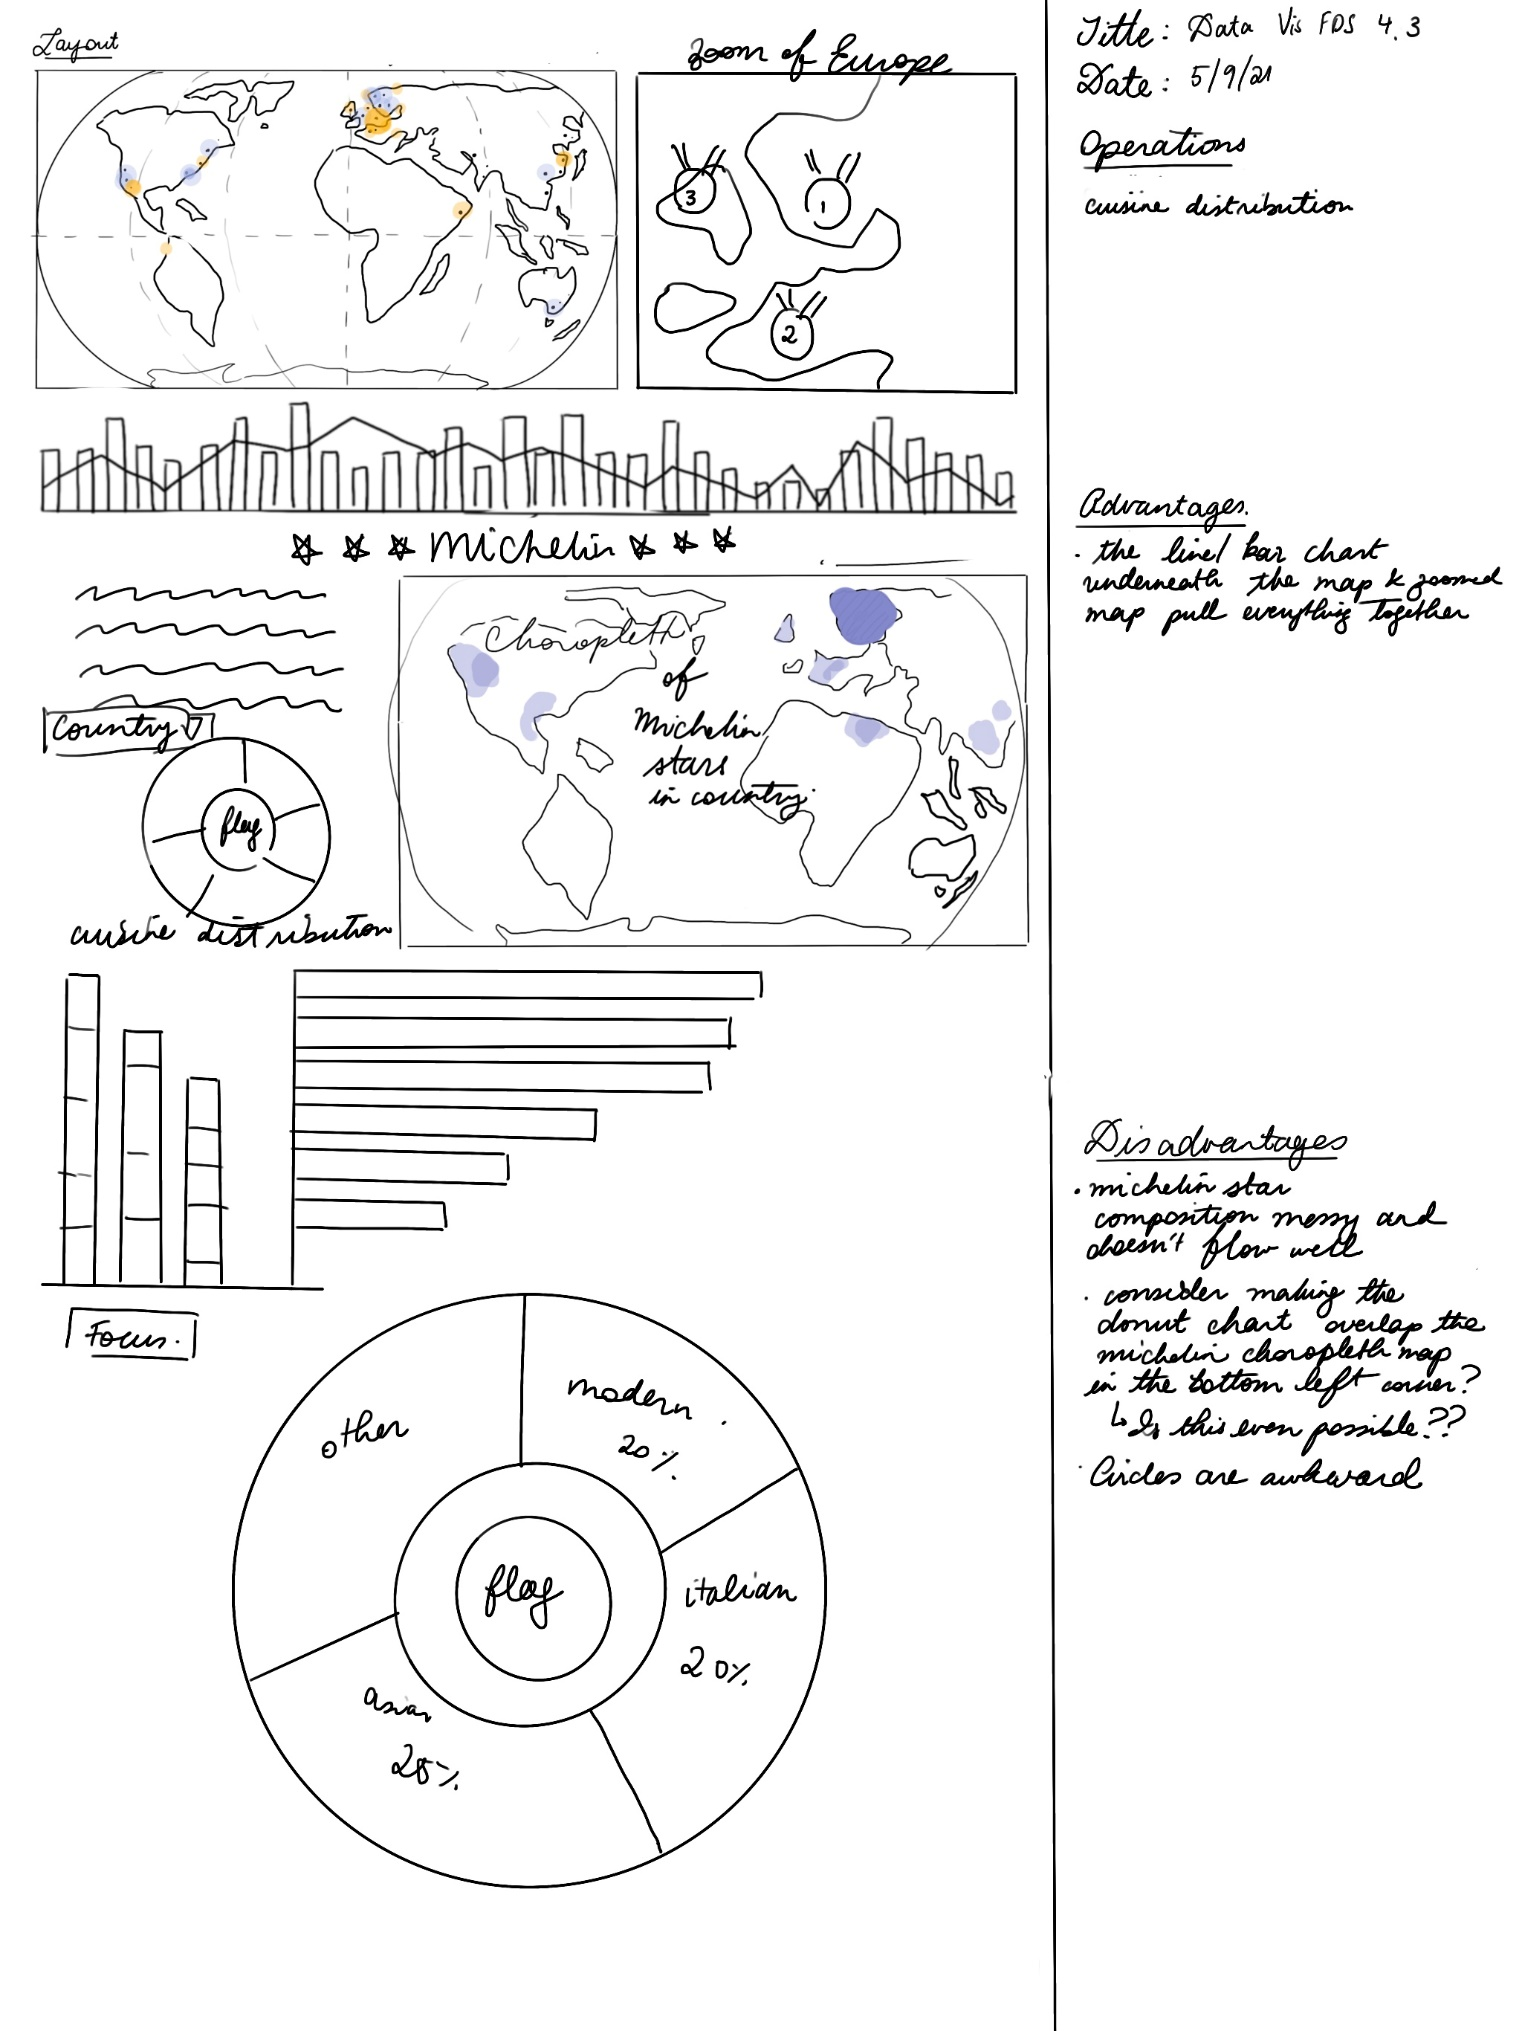 Layout
Zoom of Europe
3
1
2
Michelin
Country
flag
cuisine distribution
Choropleth
of
Michelin
stars
in country.
Focus.
other
modern.
20%
italian
20%
asian
25%
flag
Title: Data Vis FDS 4.3
Date: 5/9/21
Operations
cuisine distribution
Advantages.
· the line/ bar chart
underneath the map & zoomed
map pull everything together
Disadvantages
· michelin star
composition messy and
doesn't flow well
· consider making the
donut chart overlap the
michelin choropleth map
in the bottom left corner?
↳ Is this even possible??
· Circles are awkward